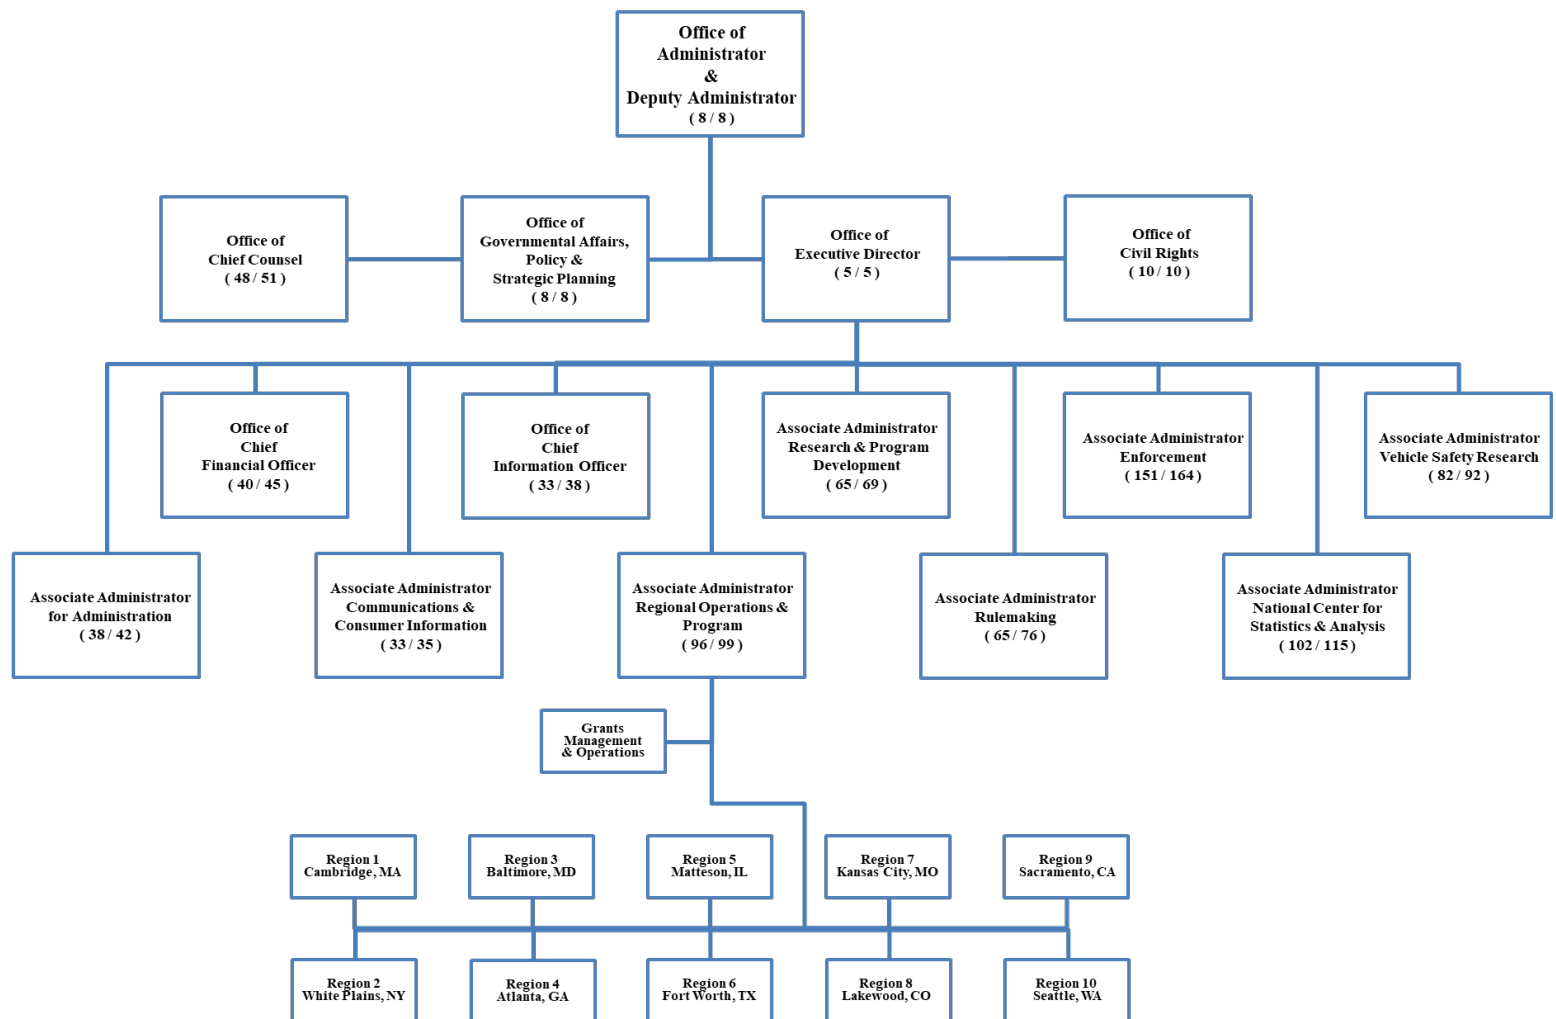 Office of
Administrator
&
Deputy Administrator
( 8 / 8 )
Office of
Chief Counsel
( 48 / 51 )
Office of
Governmental Affairs,
Policy &
Strategic Planning
( 8 / 8 )
Office of
Executive Director
( 5 / 5 )
Office of
Civil Rights
( 10 / 10 )
Office of
Chief
Financial Officer
( 40 / 45 )
Office of
Chief
Information Officer
( 33 / 38 )
Associate Administrator
Research & Program
Development
( 65 / 69 )
Associate Administrator
Enforcement
( 151 / 164 )
Associate Administrator
Vehicle Safety Research
( 82 / 92 )
Associate Administrator
for Administration
( 38 / 42 )
Associate Administrator
Communications &
Consumer Information
( 33 / 35 )
Associate Administrator
Regional Operations &
Program
( 96 / 99 )
Associate Administrator
Rulemaking
( 65 / 76 )
Associate Administrator
National Center for
Statistics & Analysis
( 102 / 115 )
Grants
Management
& Operations
Region 1
Cambridge, MA
Region 3
Baltimore, MD
Region 5
Matteson, IL
Region 7
Kansas City, MO
Region 9
Sacramento, CA
Region 2
White Plains, NY
Region 4
Atlanta, GA
Region 6
Fort Worth, TX
Region 8
Lakewood, CO
Region 10
Seattle, WA